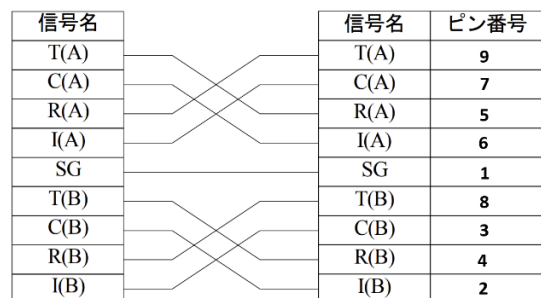 信号名 信号名 ピン番号
T(A) T(A) 9
C(A) C(A) 7
R(A) R(A) 5
I(A) I(A) 6
SG SG 1
T(B) T(B) 8
C(B) C(B) 3
R(B) R(B) 4
I(B) I(B) 2